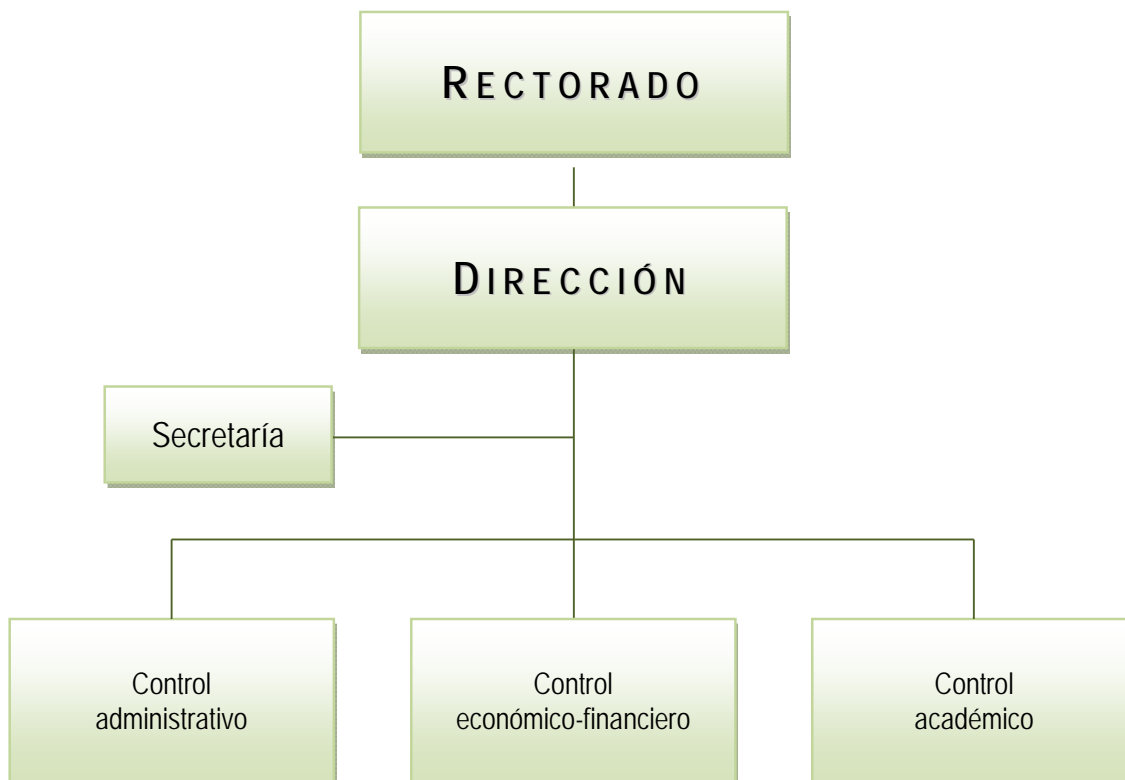 RECTORADO
DIRECCIÓN
Secretaría
Control
administrativo
Control
económico-financiero
Control
académico